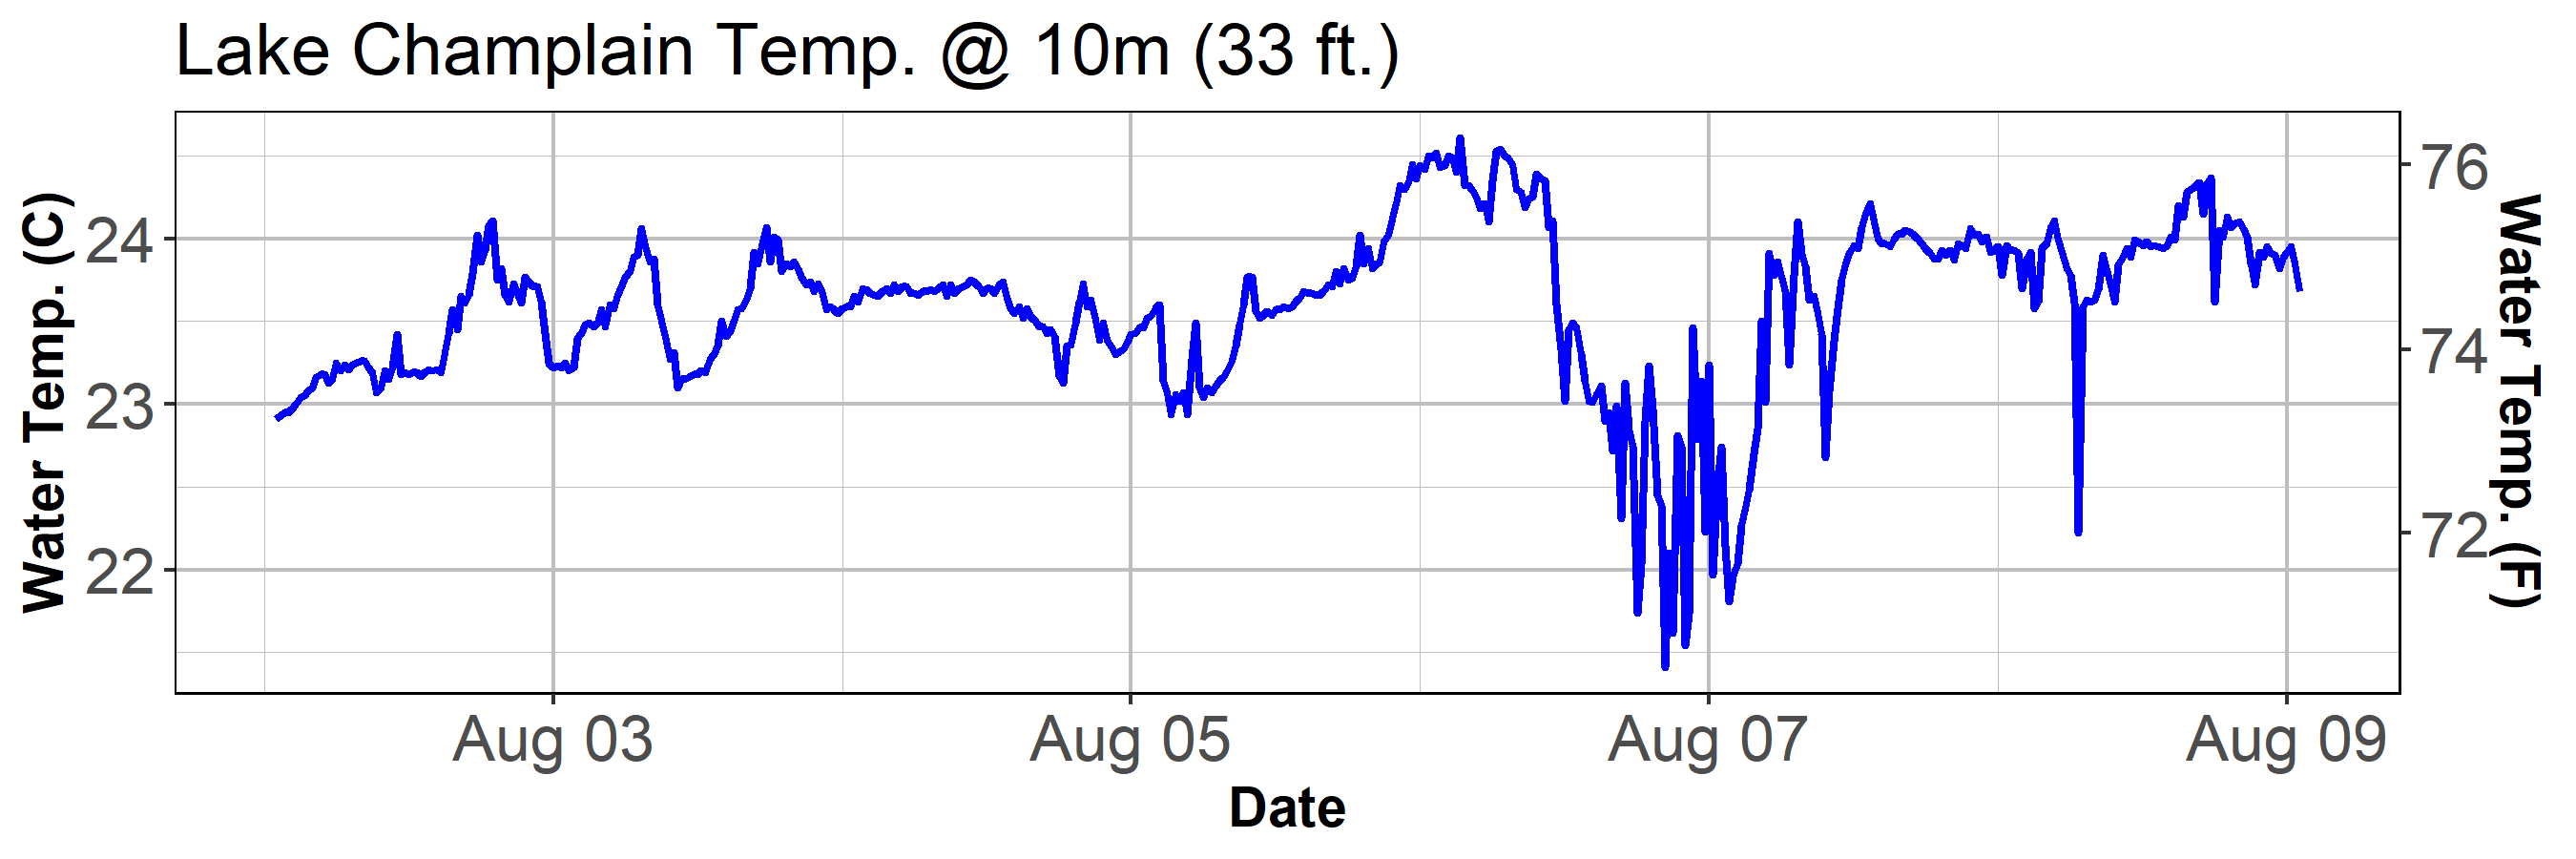 Lake Champlain Temp. @ 10m (33 ft.)
Water Temp. (C)
24
23
22
76
74
72
Water Temp. (F)
Aug 03 Aug 05 Aug 07 Aug 09
Date